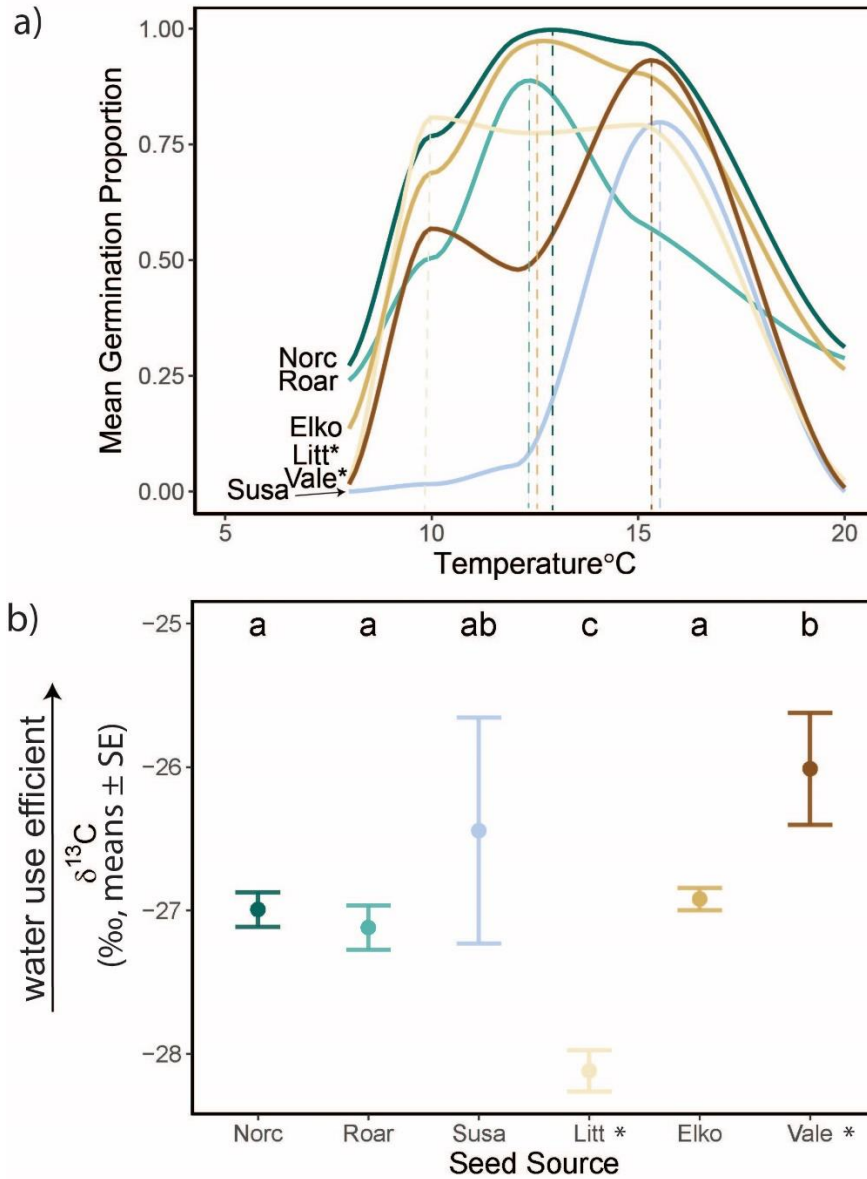 a)
1.00
0.75
0.50
0.25
0.00
Mean Germination Proportion
Norc
Roar
Elko
Litt*
Vale*
Susa
5 10 15 20
Temperature°C
b)
a a ab c a b
−25
−26
−27
−28
water use efficient
δ¹³C
(‰, means ± SE)
Norc Roar Susa Litt * Elko Vale *
Seed Source